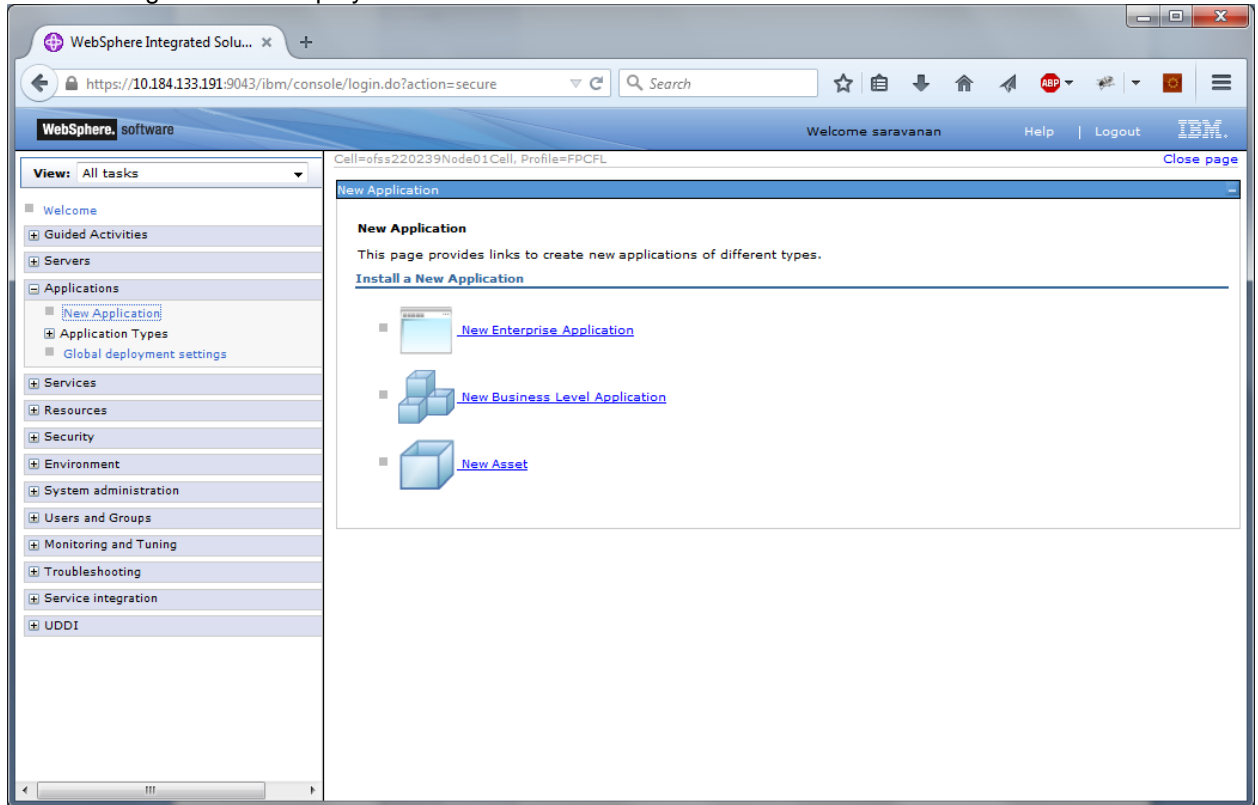 WebSphere Integrated Solu... × +
https://10.184.133.191:9043/ibm/console/login.do?action=secure Search ABP
WebSphere. software Welcome saravanan Help | Logout IBM.
Cell=ofss220239Node01Cell, Profile=FPCFL Close page
View: All tasks
New Application
Welcome
Guided Activities
Servers
Applications
New Application
Application Types
Global deployment settings
Services
Resources
Security
Environment
System administration
Users and Groups
Monitoring and Tuning
Troubleshooting
Service integration
UDDI
New Application
This page provides links to create new applications of different types.
Install a New Application
New Enterprise Application
New Business Level Application
New Asset